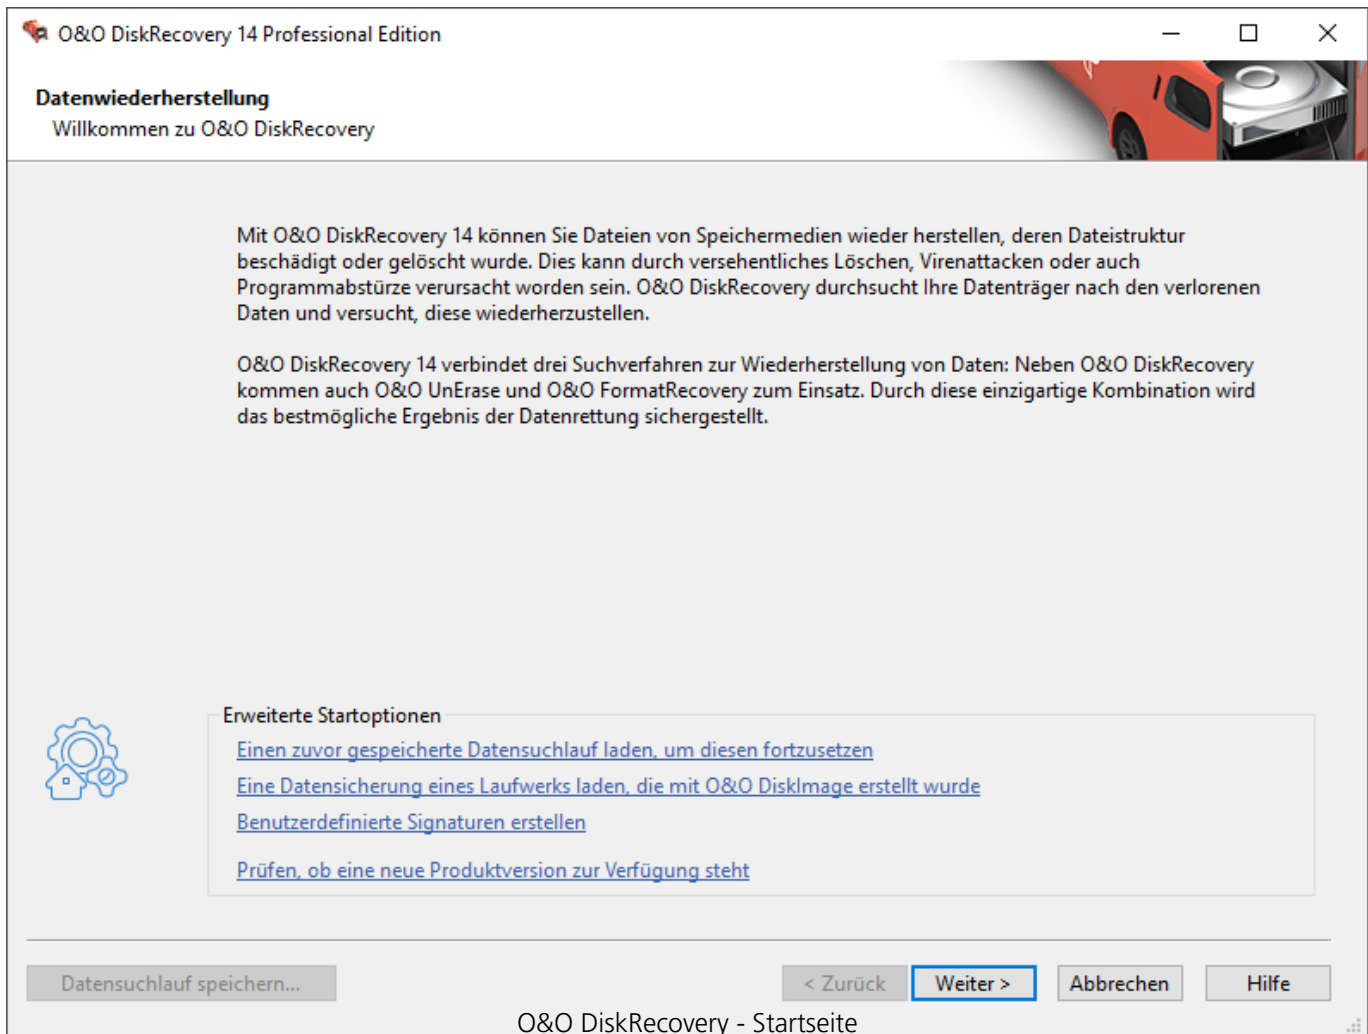 O&O DiskRecovery 14 Professional Edition
Datenwiederherstellung
Willkommen zu O&O DiskRecovery
Mit O&O DiskRecovery 14 können Sie Dateien von Speichermedien wieder herstellen, deren Dateistruktur
beschädigt oder gelöscht wurde. Dies kann durch versehentliches Löschen, Virenattacken oder auch
Programmabstürze verursacht worden sein. O&O DiskRecovery durchsucht Ihre Datenträger nach den verlorenen
Daten und versucht, diese wiederherzustellen.
O&O DiskRecovery 14 verbindet drei Suchverfahren zur Wiederherstellung von Daten: Neben O&O DiskRecovery
kommen auch O&O UnErase und O&O FormatRecovery zum Einsatz. Durch diese einzigartige Kombination wird
das bestmögliche Ergebnis der Datenrettung sichergestellt.
Erweiterte Startoptionen
Einen zuvor gespeicherte Datensuchlauf laden, um diesen fortzusetzen
Eine Datensicherung eines Laufwerks laden, die mit O&O DiskImage erstellt wurde
Benutzerdefinierte Signaturen erstellen
Prüfen, ob eine neue Produktversion zur Verfügung steht
Datensuchlauf speichern... < Zurück Weiter > Abbrechen Hilfe
O&O DiskRecovery - Startseite